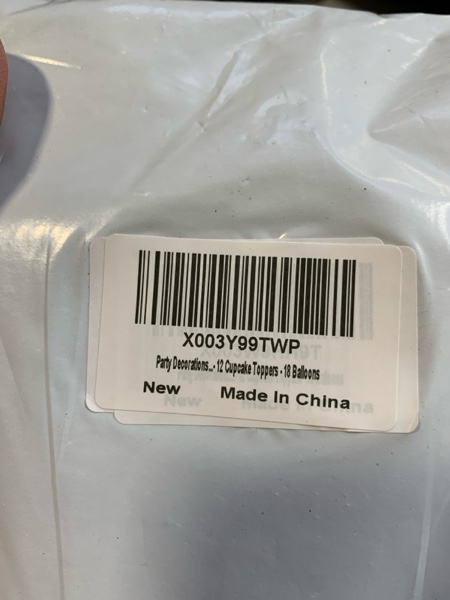 X003Y99TWP
Party Decorations...- 12 Cupcake Toppers - 18 Balloons
New Made In China